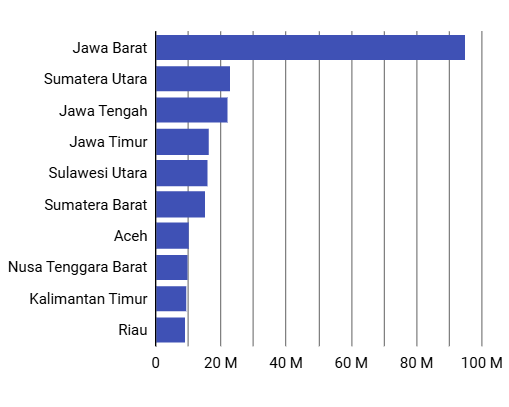 Jawa Barat
Sumatera Utara
Jawa Tengah
Jawa Timur
Sulawesi Utara
Sumatera Barat
Aceh
Nusa Tenggara Barat
Kalimantan Timur
Riau
0 20 M 40 M 60 M 80 M 100 M